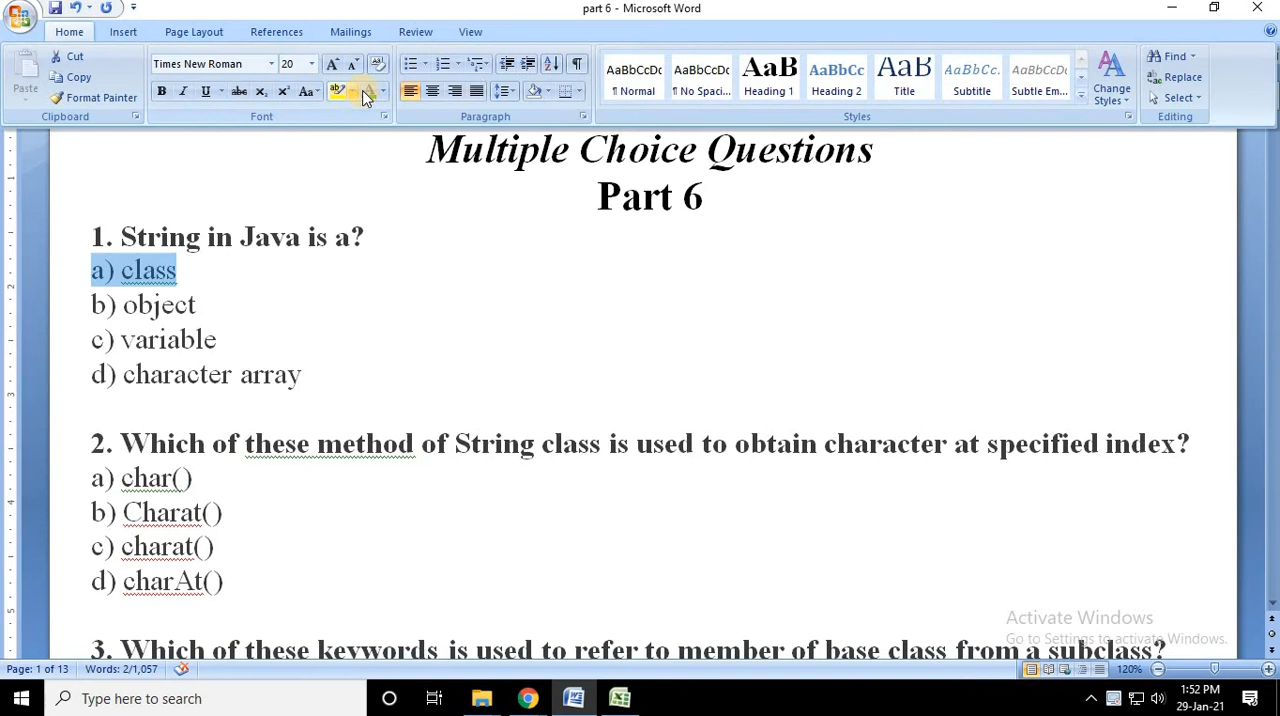 part 6 - Microsoft Word
Home Insert Page Layout References Mailings Review View
Paste
Cut
Copy
Format Painter
Clipboard
Times New Roman 20
Font
Paragraph
AaBbCcDc AaBbCcDc AaB AaBbCc AaB AaBbCc. AaBbCcDc
¶ Normal ¶ No Spaci... Heading 1 Heading 2 Title Subtitle Subtle Em...
Change Styles
Styles
Find
Replace
Select
Editing
Multiple Choice Questions
Part 6
1. String in Java is a?
a) class
b) object
c) variable
d) character array
2. Which of these method of String class is used to obtain character at specified index?
a) char()
b) Charat()
c) charat()
d) charAt()
3. Which of these keywords is used to refer to member of base class from a subclass?
Activate Windows
Go to Settings to activate Windows.
Page: 1 of 13 Words: 2/1,057 120%
Type here to search
1:52 PM
29-Jan-21